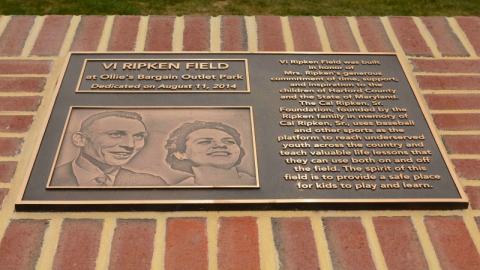 VI RIPKEN FIELD
at Ollie's Bargain Outlet Park
Dedicated on August 11, 2014
Vi Ripken Field was built
in honor of
Mrs. Ripken's generous
commitment of time, support,
and inspiration to the
children of Harford County
and the State of Maryland.
The Cal Ripken, Sr.
Foundation, founded by the
Ripken family in memory of
Cal Ripken, Sr., uses baseball
and other sports as the
platform to reach underserved
youth across the country and
teach valuable life lessons that
they can use both on and off
the field. The spirit of this
field is to provide a safe place
for kids to play and learn.